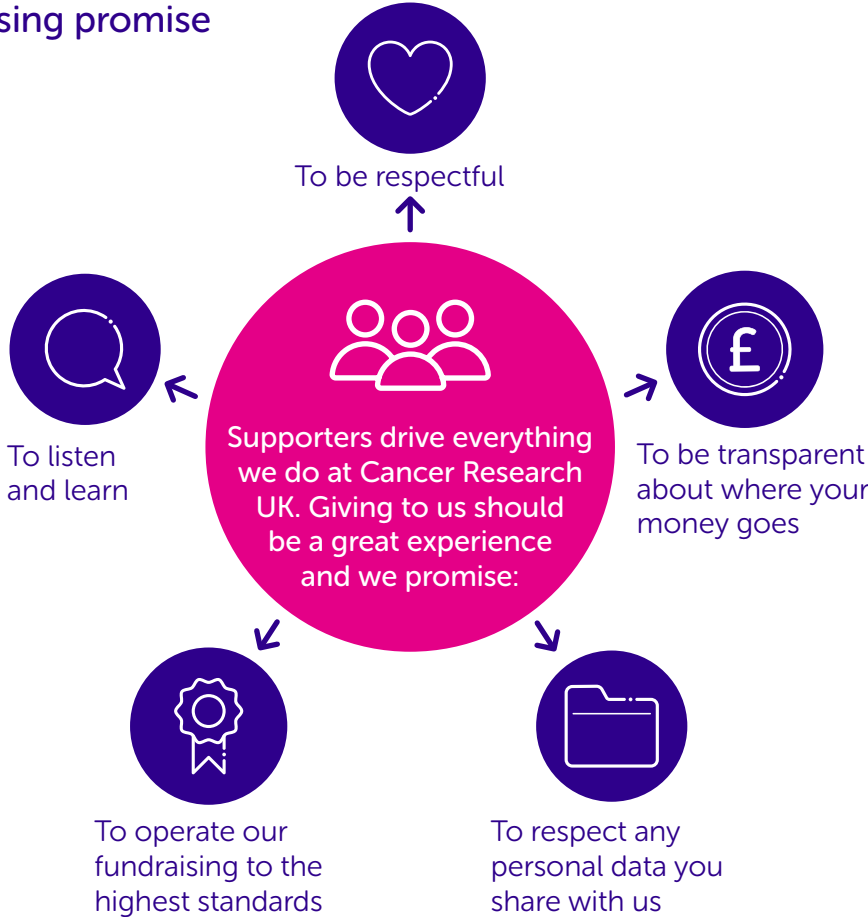 sing promise
To be respectful
Supporters drive everything
we do at Cancer Research
UK. Giving to us should
be a great experience
and we promise:
To be transparent
about where your
money goes
To respect any
personal data you
share with us
To operate our
fundraising to the
highest standards
To listen
and learn
£